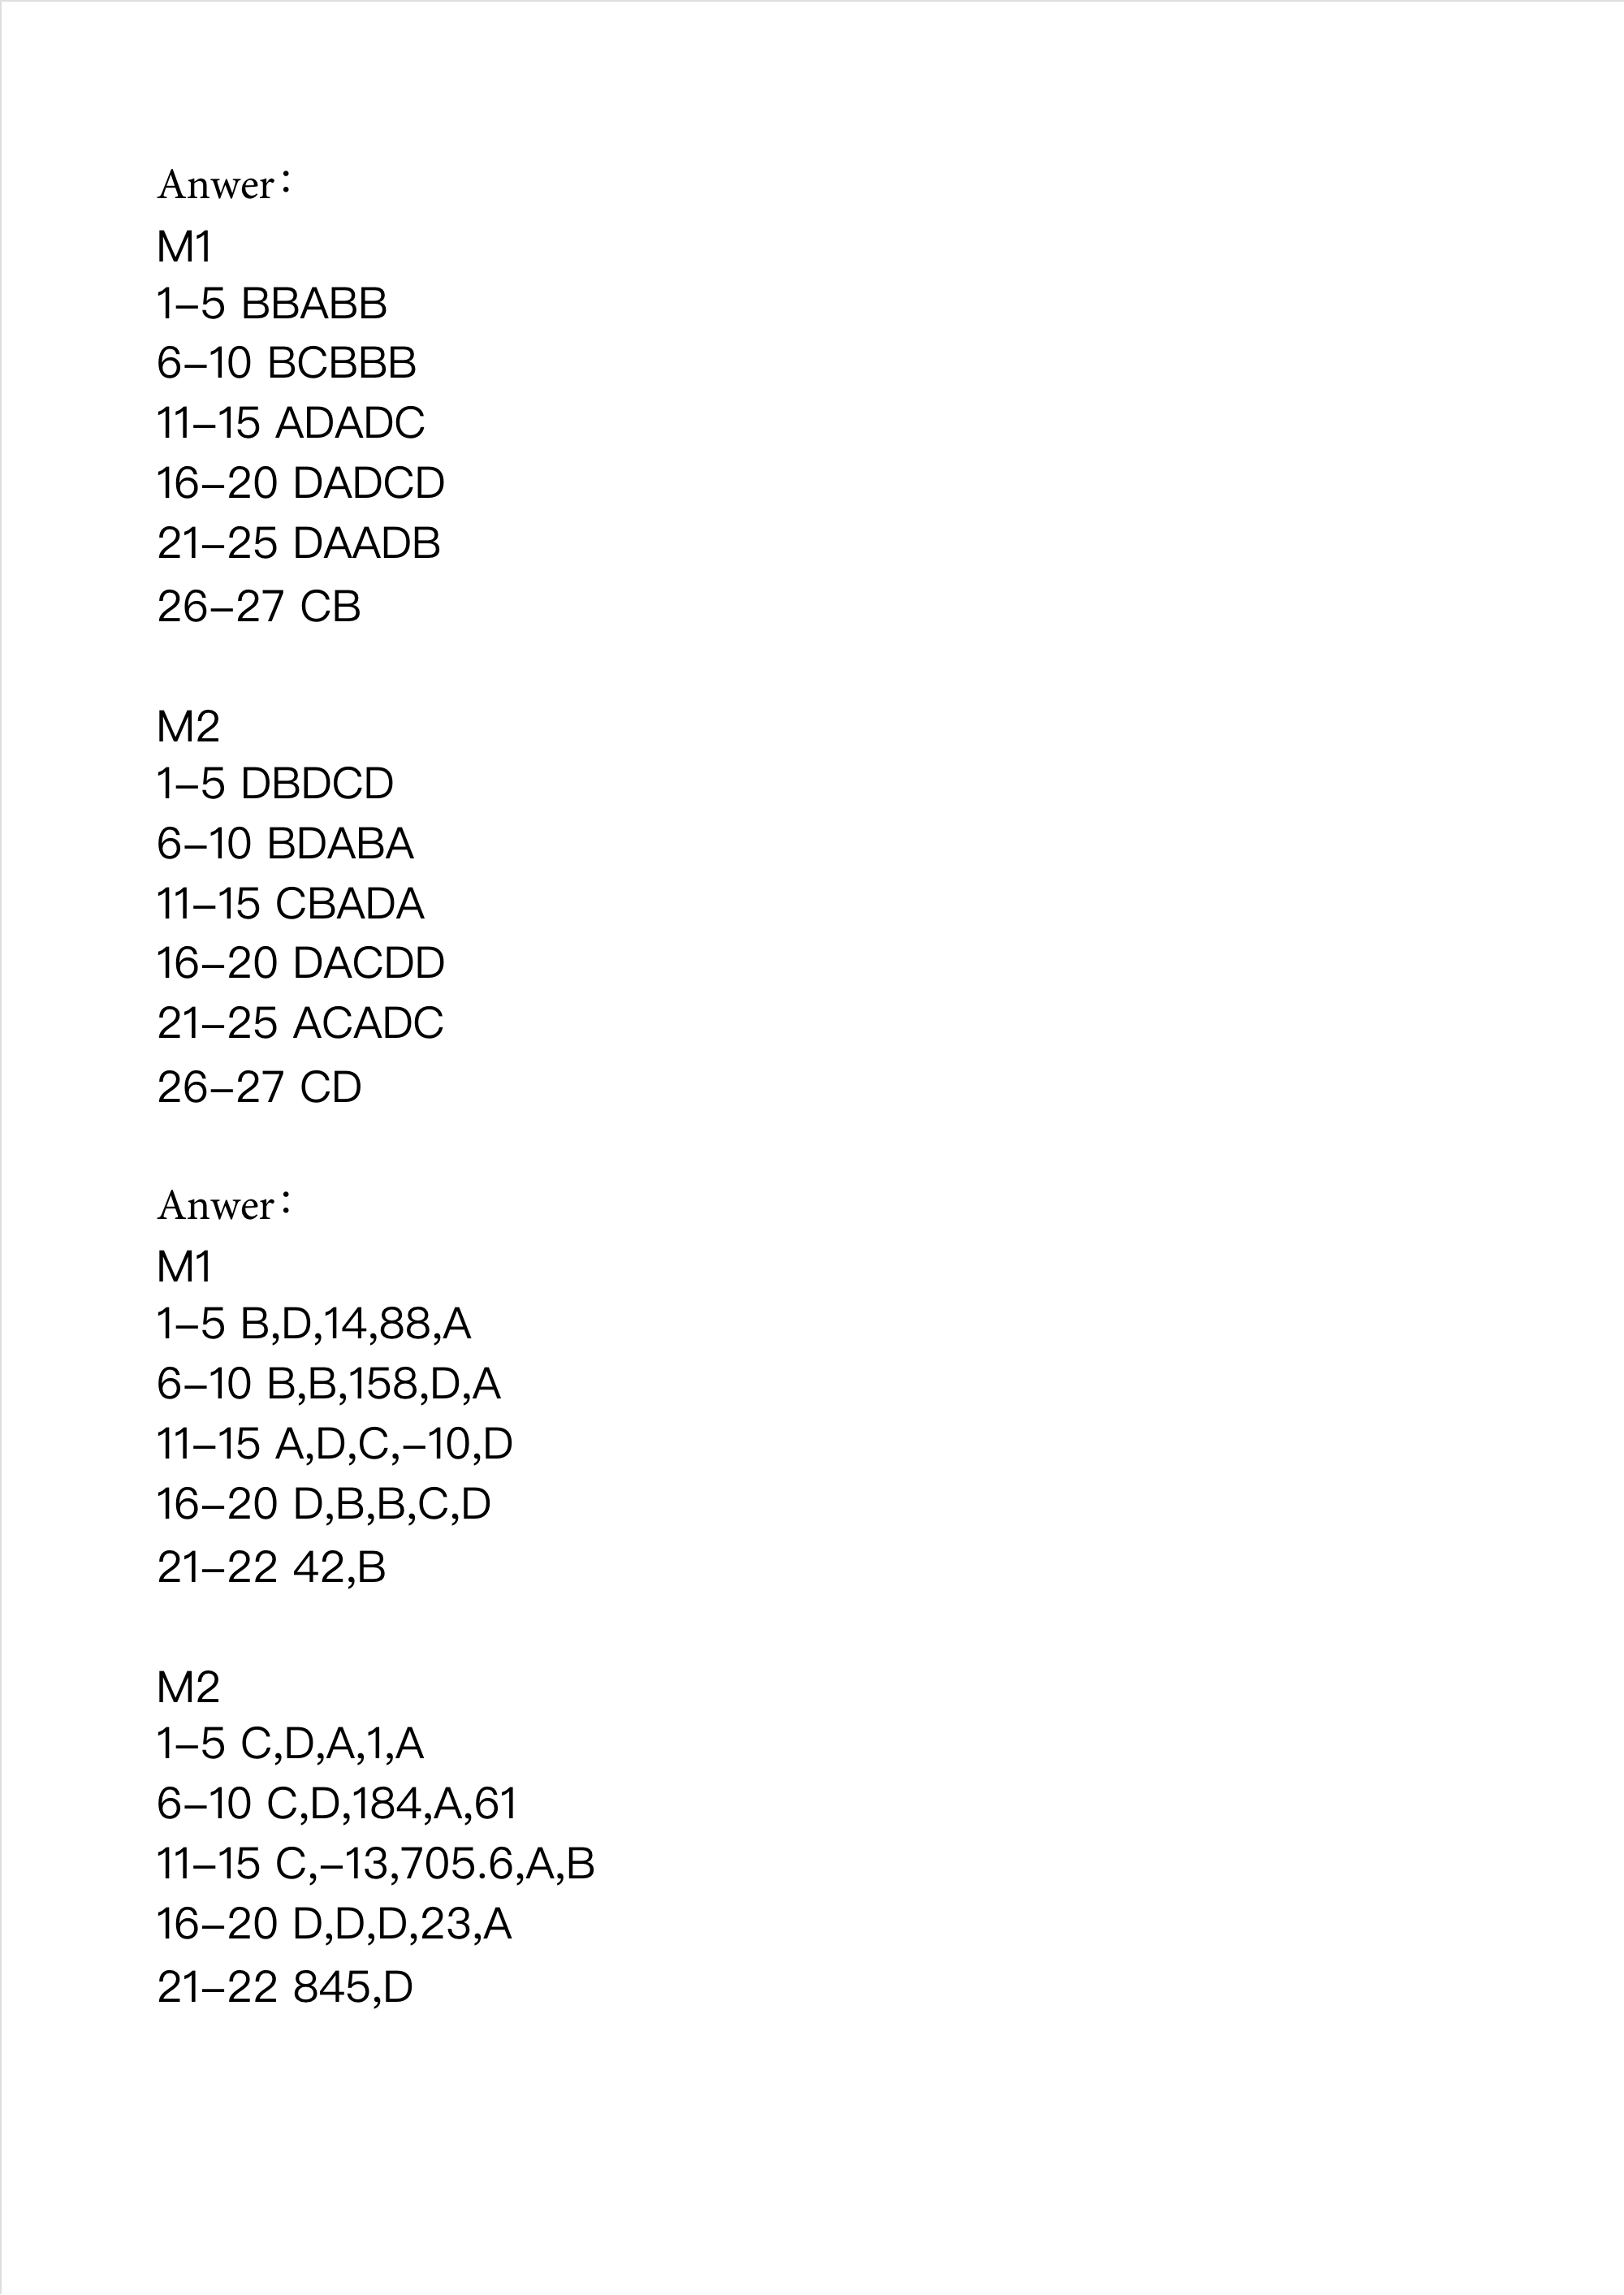 Anwer：
M1
1–5 BBABB
6–10 BCBBB
11–15 ADADC
16–20 DADCD
21–25 DAADB
26–27 CB
M2
1–5 DBDCD
6–10 BDABA
11–15 CBADA
16–20 DACDD
21–25 ACADC
26–27 CD
Anwer：
M1
1–5 B,D,14,88,A
6–10 B,B,158,D,A
11–15 A,D,C,–10,D
16–20 D,B,B,C,D
21–22 42,B
M2
1–5 C,D,A,1,A
6–10 C,D,184,A,61
11–15 C,–13,705.6,A,B
16–20 D,D,D,23,A
21–22 845,D